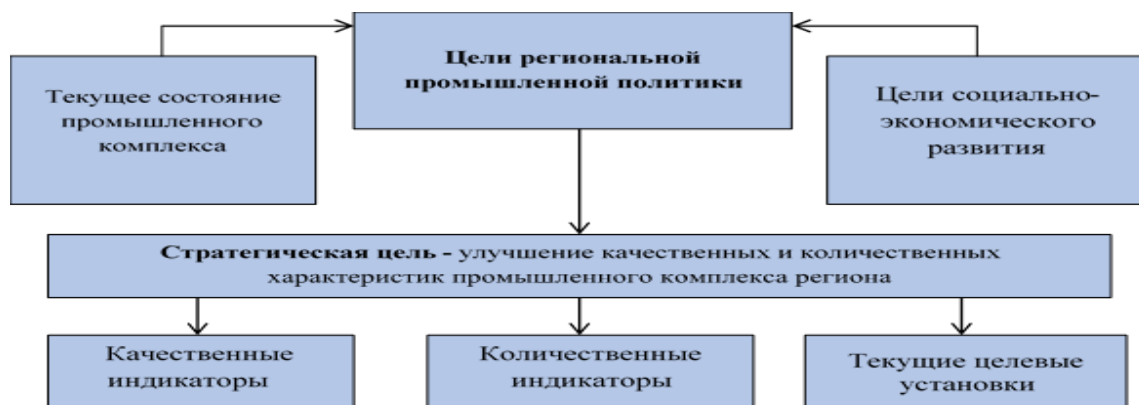 Цели региональной
промышленной политики
Текущее состояние
промышленного
комплекса
Цели социально-
экономического
развития
Стратегическая цель - улучшение качественных и количественных
характеристик промышленного комплекса региона
Качественные
индикаторы
Количественные
индикаторы
Текущие целевые
установки